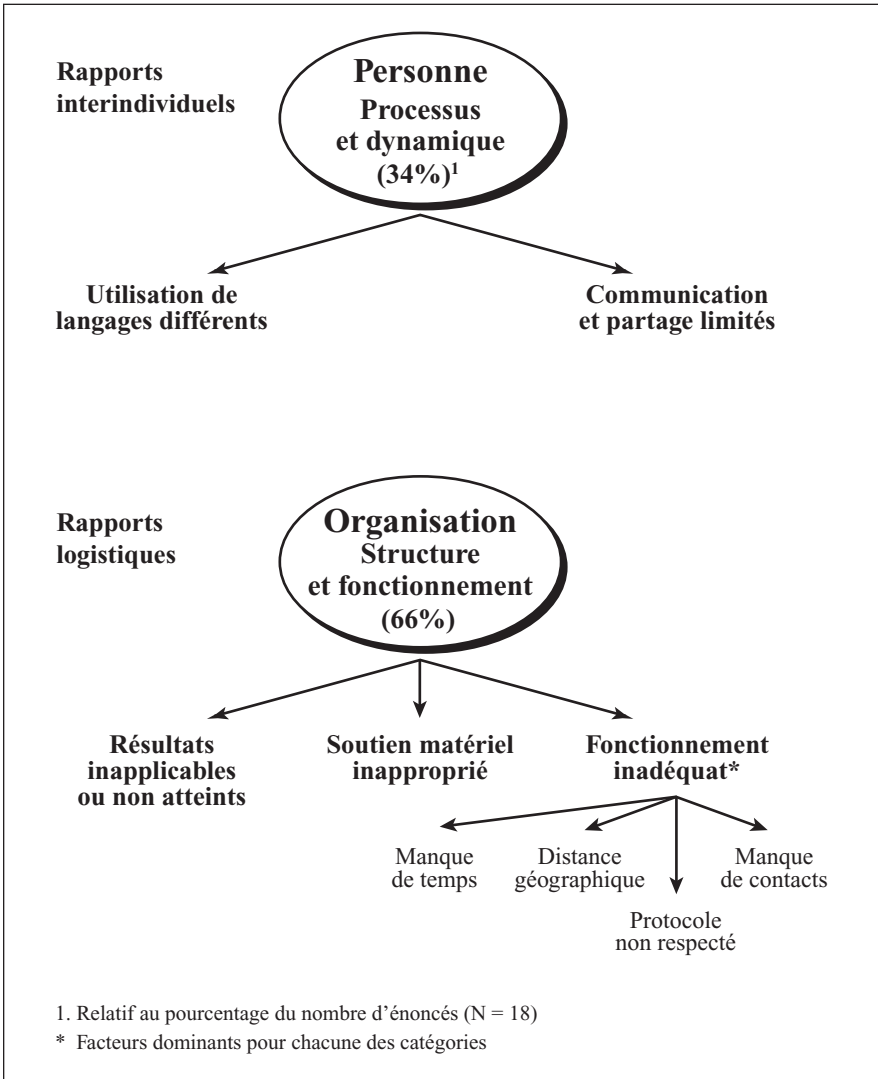 Rapports
interindividuels
Personne
Processus
et dynamique
(34%)1
Utilisation de
langages différents
Communication
et partage limités
Rapports
logistiques
Organisation
Structure
et fonctionnement
(66%)
Résultats
inapplicables
ou non atteints
Soutien matériel
inapproprié
Fonctionnement
inadéquat*
Manque
de temps
Distance
géographique
Manque
de contacts
Protocole
non respecté
1. Relatif au pourcentage du nombre d’énoncés (N = 18)
* Facteurs dominants pour chacune des catégories